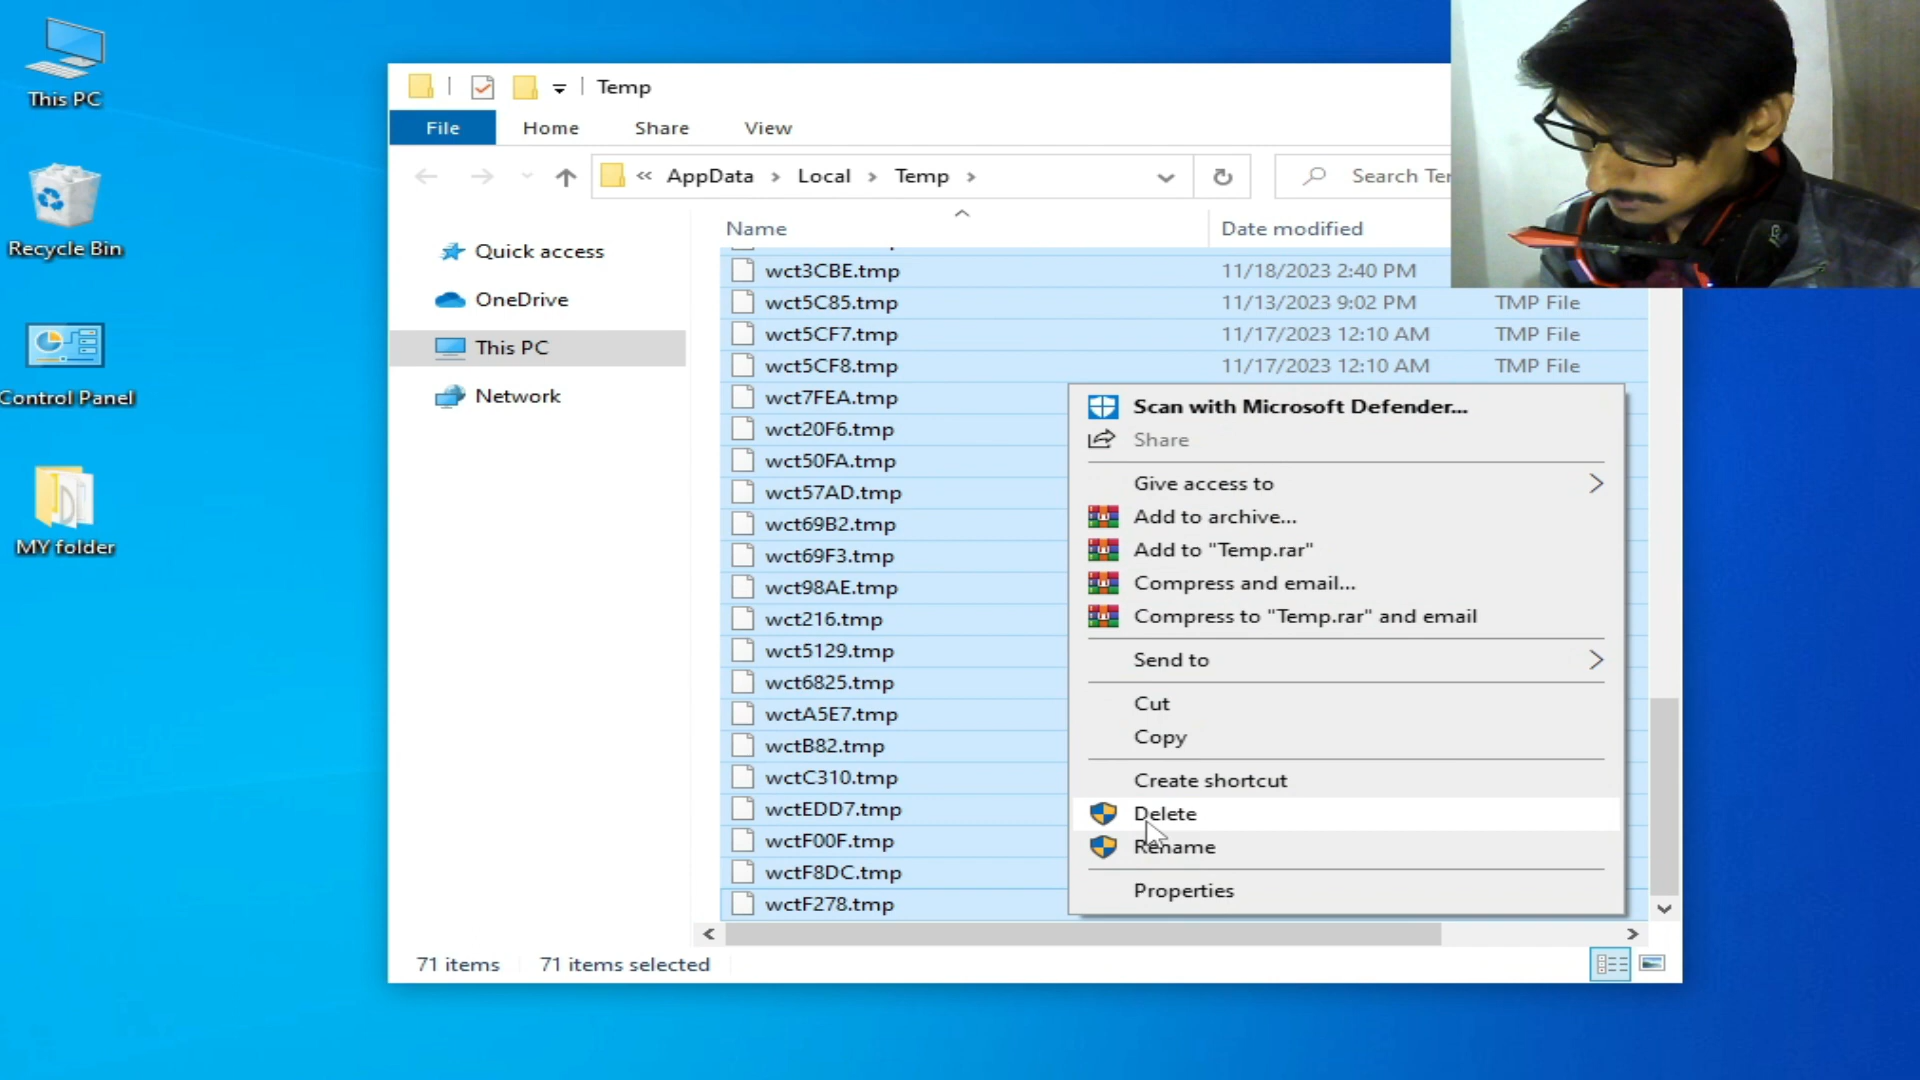 This PC
Recycle Bin
Control Panel
MY folder
Temp
File Home Share View
« AppData > Local > Temp >
Search Te
Name Date modified
Quick access
OneDrive
This PC
Network
wct3CBE.tmp 11/18/2023 2:40 PM
wct5C85.tmp 11/13/2023 9:02 PM TMP File
wct5CF7.tmp 11/17/2023 12:10 AM TMP File
wct5CF8.tmp 11/17/2023 12:10 AM TMP File
wct7FEA.tmp
wct20F6.tmp
wct50FA.tmp
wct57AD.tmp
wct69B2.tmp
wct69F3.tmp
wct98AE.tmp
wct216.tmp
wct5129.tmp
wct6825.tmp
wctA5E7.tmp
wctB82.tmp
wctC310.tmp
wctEDD7.tmp
wctF00F.tmp
wctF8DC.tmp
wctF278.tmp
Scan with Microsoft Defender...
Share
Give access to
Add to archive...
Add to "Temp.rar"
Compress and email...
Compress to "Temp.rar" and email
Send to
Cut
Copy
Create shortcut
Delete
Rename
Properties
71 items 71 items selected